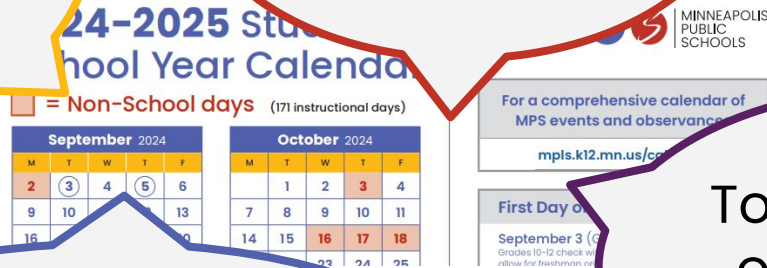 24-2025
hool Year
= Non-School days (171 instructional days)
September 2024
M T W T F
2 3 4 5 6
9 10 13
16
October 2024
M T W T F
1 2 3 4
7 8 9 10 11
14 15 16 17 18
23 24 25
MINNEAPOLIS
PUBLIC
SCHOOLS
For a comprehensive calendar of
MPS events and observance
mpls.k12.mn.us/ca
First Day o
September 3 (G
Grades 10-12 check wi
allow for freshman ori
To